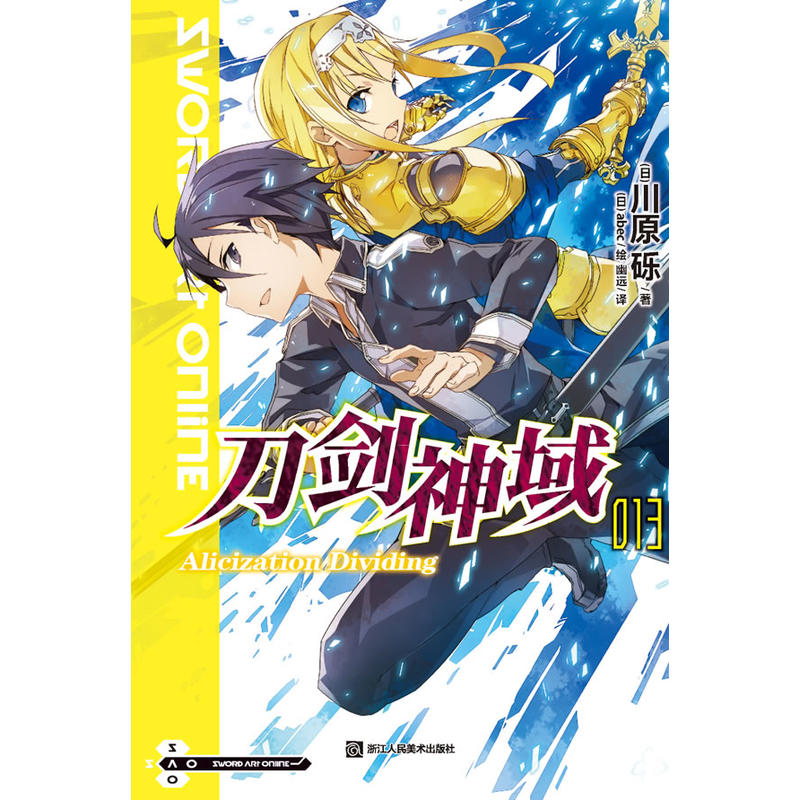 SWORD ART ONLINE
(日)川原 砾/著
(日)abec/绘 幽远/译
刀剑神域
013
Alicization Dividing
S
S A O
O
SWORD ART ONLINE
浙江人民美术出版社